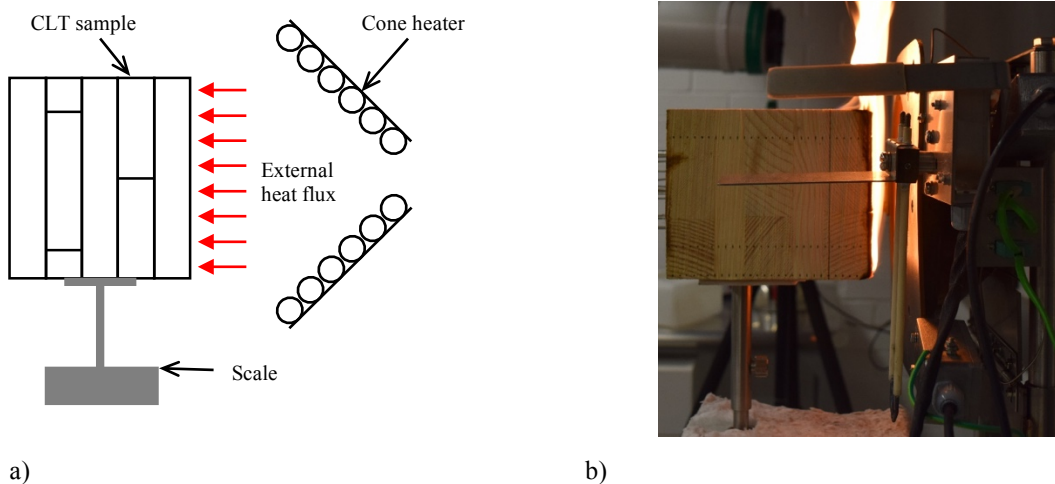 CLT sample
Cone heater
External
heat flux
Scale
a)
b)